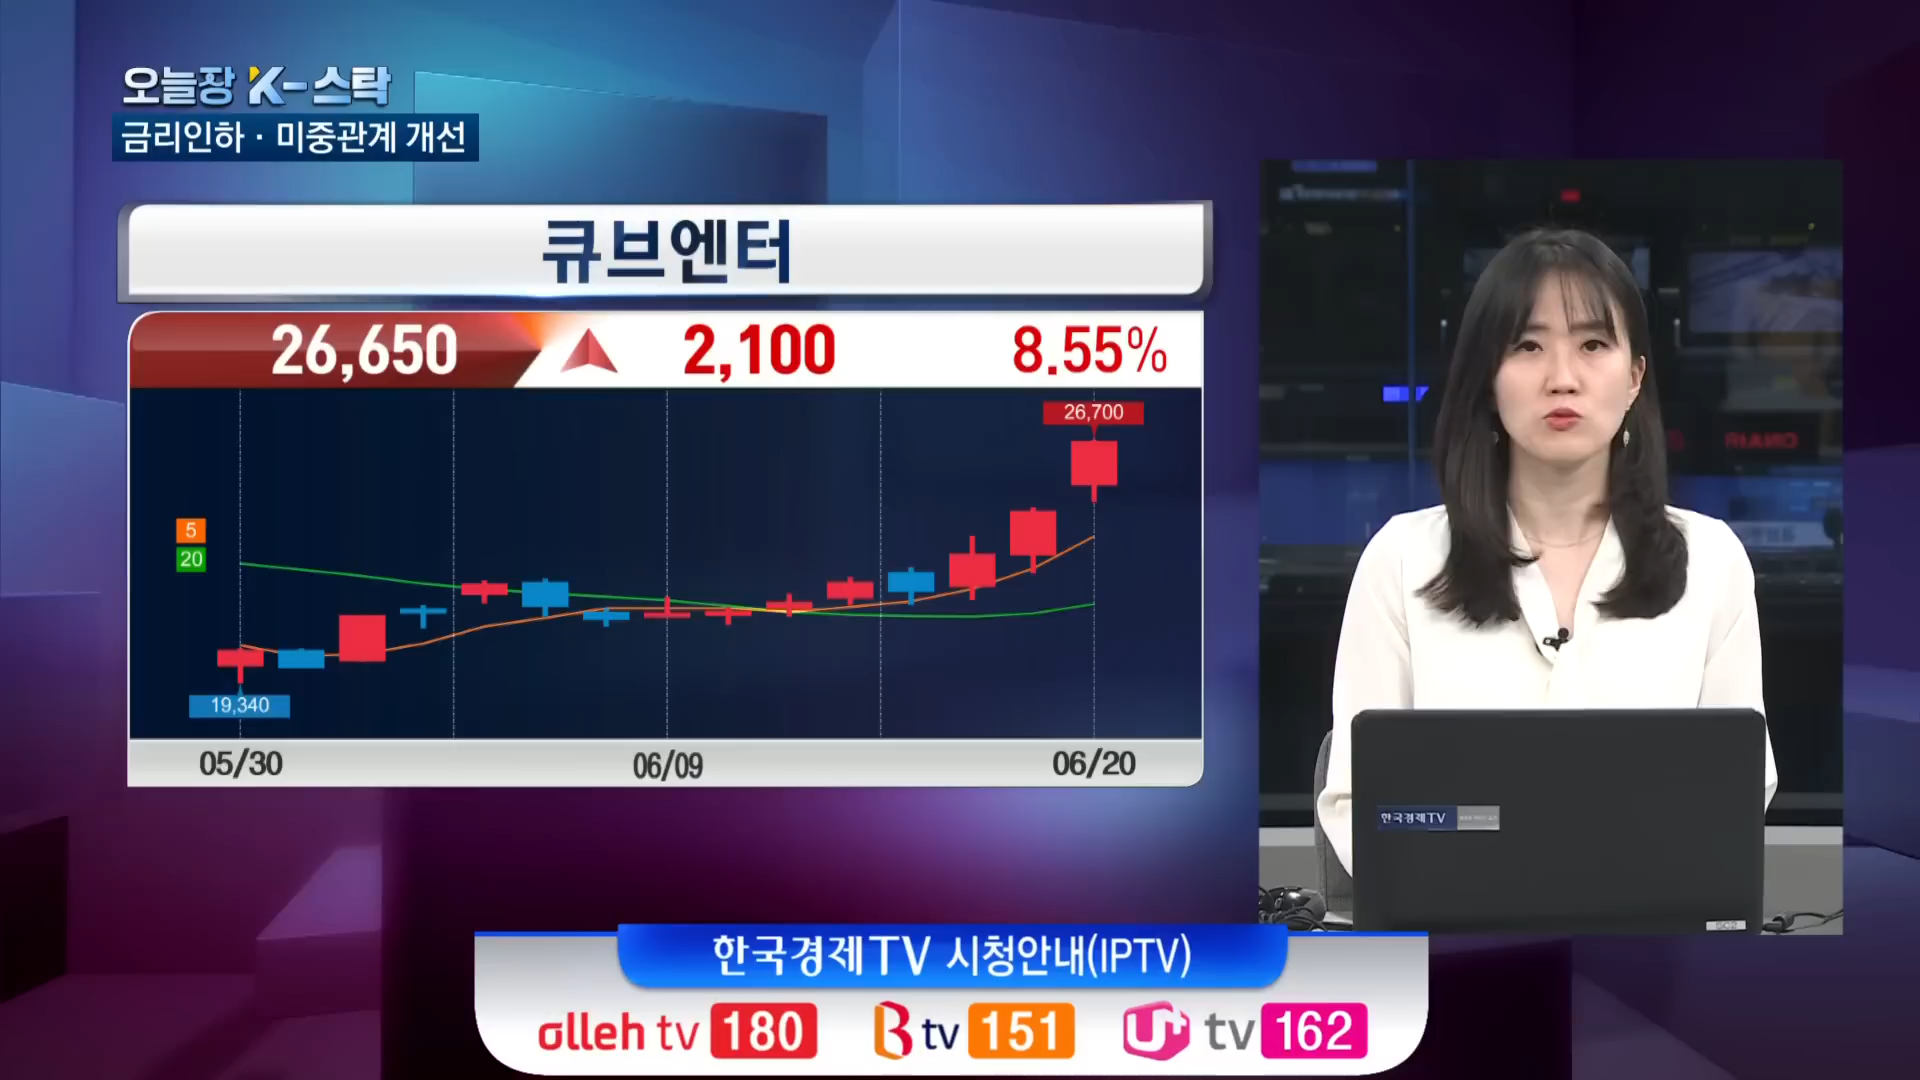 오늘장 K-스탁
금리인하 · 미중관계 개선
큐브엔터
26,650 2,100 8.55%
26,700
5
20
19,340
05/30 06/09 06/20
ONAIR
한국경제TV
한국경제TV 시청안내(IPTV)
olleh tv 180 B tv 151 U+ tv 162